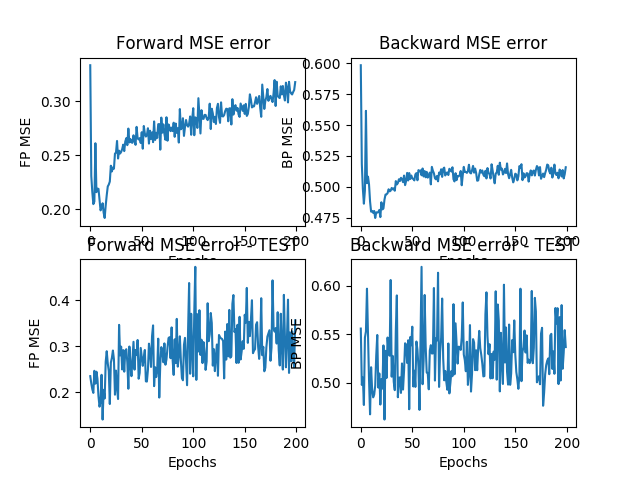 Forward MSE error
FP MSE
0.30
0.25
0.20
0 50 100 150 200
Epochs
Backward MSE error
BP MSE
0.600
0.575
0.550
0.525
0.500
0.475
0 50 100 150 200
Epochs
Forward MSE error - TEST
FP MSE
0.4
0.3
0.2
0 50 100 150 200
Epochs
Backward MSE error - TEST
BP MSE
0.60
0.55
0.50
0 50 100 150 200
Epochs